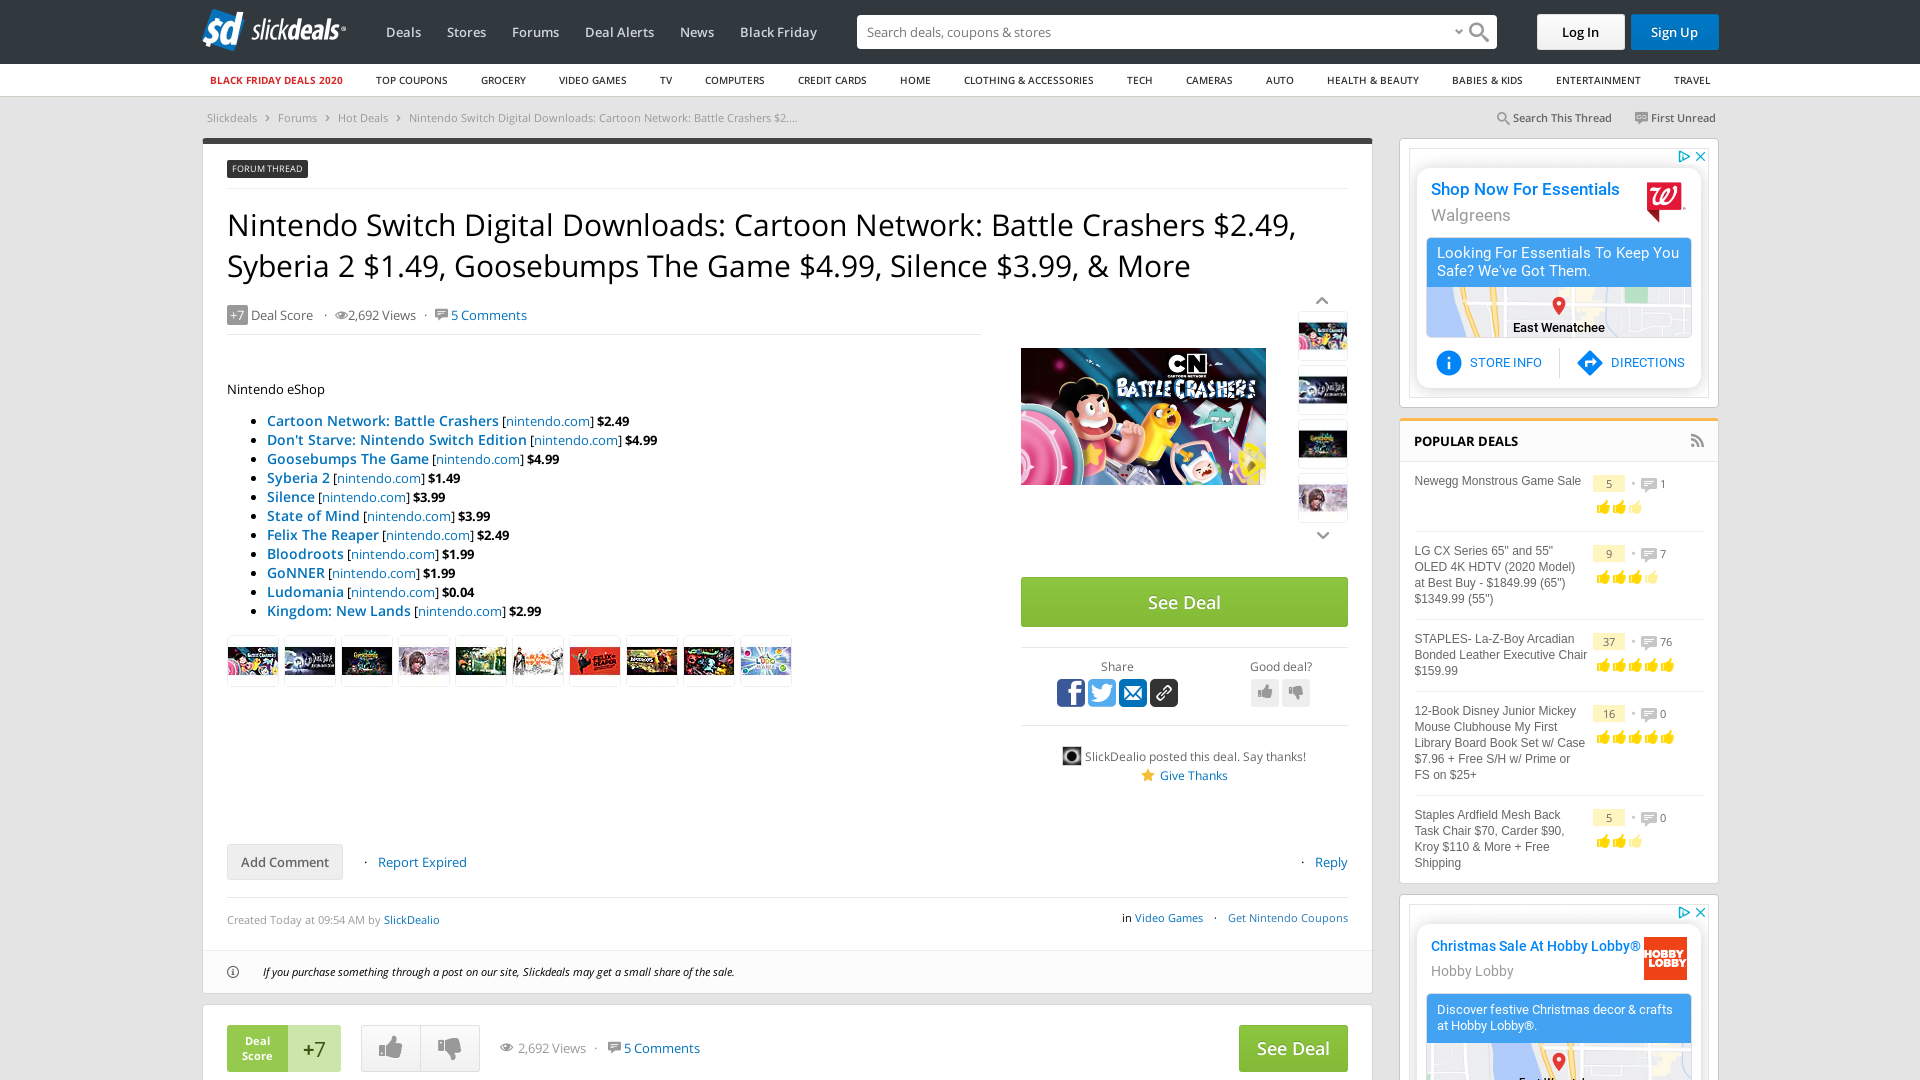 slickdeals
Deals
Stores
Forums
Deal Alerts
News
Black Friday
Search deals, coupons & stores
Log In
Sign Up
BLACK FRIDAY DEALS 2020
TOP COUPONS
GROCERY
VIDEO GAMES
TV
COMPUTERS
CREDIT CARDS
HOME
CLOTHING & ACCESSORIES
TECH
CAMERAS
AUTO
HEALTH & BEAUTY
BABIES & KIDS
ENTERTAINMENT
TRAVEL
Slickdeals > Forums > Hot Deals > Nintendo Switch Digital Downloads: Cartoon Network: Battle Crashers $2....
Search This Thread
First Unread
FORUM THREAD
Nintendo Switch Digital Downloads: Cartoon Network: Battle Crashers $2.49,
Syberia 2 $1.49, Goosebumps The Game $4.99, Silence $3.99, & More
+7 Deal Score · 2,692 Views · 5 Comments
Nintendo eShop
Cartoon Network: Battle Crashers [nintendo.com] $2.49
Don't Starve: Nintendo Switch Edition [nintendo.com] $4.99
Goosebumps The Game [nintendo.com] $4.99
Syberia 2 [nintendo.com] $1.49
Silence [nintendo.com] $3.99
State of Mind [nintendo.com] $3.99
Felix The Reaper [nintendo.com] $2.49
Bloodroots [nintendo.com] $1.99
GoNNER [nintendo.com] $1.99
Ludomania [nintendo.com] $0.04
Kingdom: New Lands [nintendo.com] $2.99
CN
CARTOON NETWORK
BATTLE CRASHERS
See Deal
Share
Good deal?
SlickDealio posted this deal. Say thanks!
Give Thanks
Add Comment
· Report Expired
· Reply
Created Today at 09:54 AM by SlickDealio
in Video Games · Get Nintendo Coupons
If you purchase something through a post on our site, Slickdeals may get a small share of the sale.
Deal
Score
+7
2,692 Views · 5 Comments
See Deal
Shop Now For Essentials
Walgreens
Looking For Essentials To Keep You
Safe? We've Got Them.
East Wenatchee
STORE INFO
DIRECTIONS
POPULAR DEALS
Newegg Monstrous Game Sale
5 · 1
LG CX Series 65" and 55"
OLED 4K HDTV (2020 Model)
at Best Buy - $1849.99 (65")
$1349.99 (55")
9 · 7
STAPLES- La-Z-Boy Arcadian
Bonded Leather Executive Chair
$159.99
37 · 76
12-Book Disney Junior Mickey
Mouse Clubhouse My First
Library Board Book Set w/ Case
$7.96 + Free S/H w/ Prime or
FS on $25+
16 · 0
Staples Ardfield Mesh Back
Task Chair $70, Carder $90,
Kroy $110 & More + Free
Shipping
5 · 0
Christmas Sale At Hobby Lobby®
Hobby Lobby
HOBBY
LOBBY
Discover festive Christmas decor & crafts
at Hobby Lobby®.